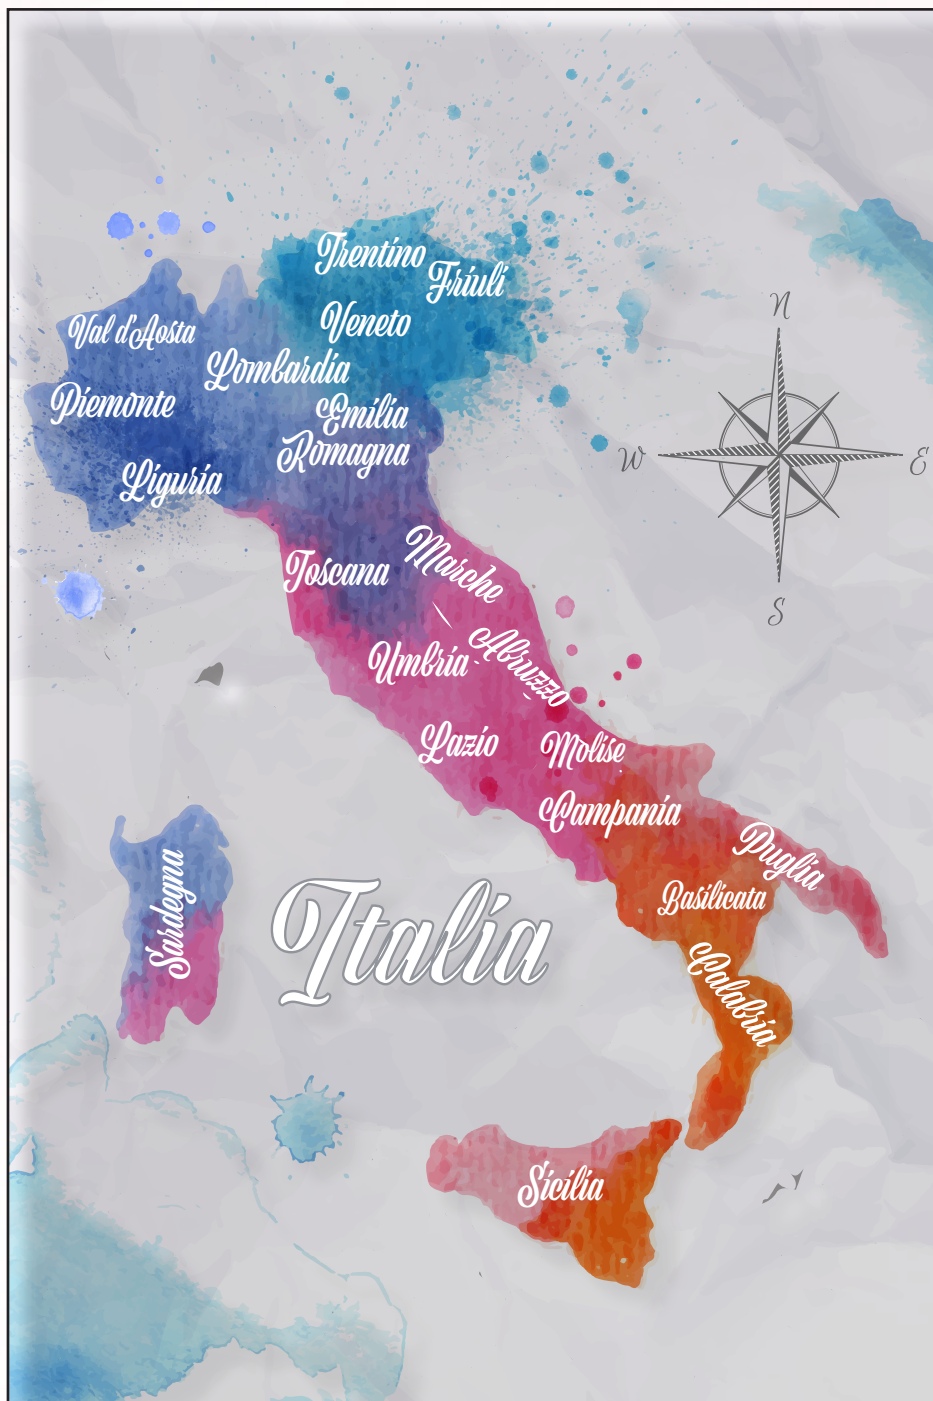 Trentino
Friuli
Veneto
Val d'Aosta
Lombardia
Piemonte
Emilia
Romagna
Liguria
N
W
E
S
Toscana
Marche
Umbria
Abruzzo
Lazio
Molise
Campania
Puglia
Basilicata
Sardegna
Italia
Calabria
Sicilia